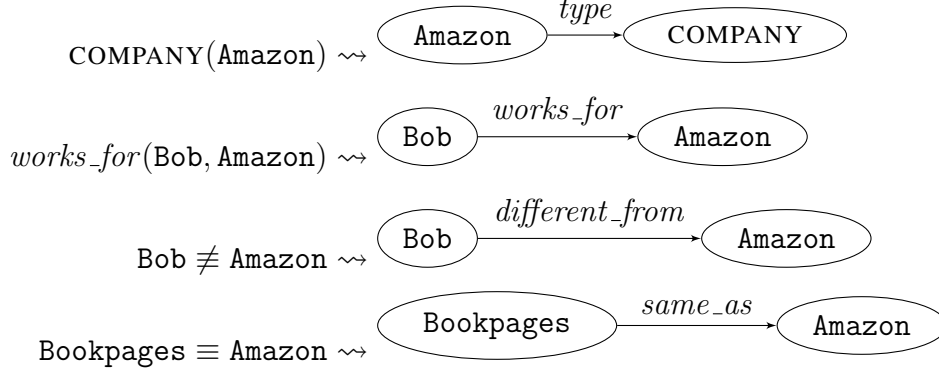 COMPANY(Amazon) ⇝ Amazon type COMPANY
works_for(Bob, Amazon) ⇝ Bob works_for Amazon
Bob ≢ Amazon ⇝ Bob different_from Amazon
Bookpages ≡ Amazon ⇝ Bookpages same_as Amazon